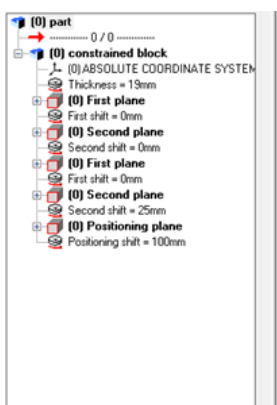 (0) part
0 / 0
(0) constrained block
(0) ABSOLUTE COORDINATE SYSTEM
Thickness = 19mm
(0) First plane
First shift = 0mm
(0) Second plane
Second shift = 0mm
(0) First plane
First shift = 0mm
(0) Second plane
Second shift = 25mm
(0) Positioning plane
Positioning shift = 100mm